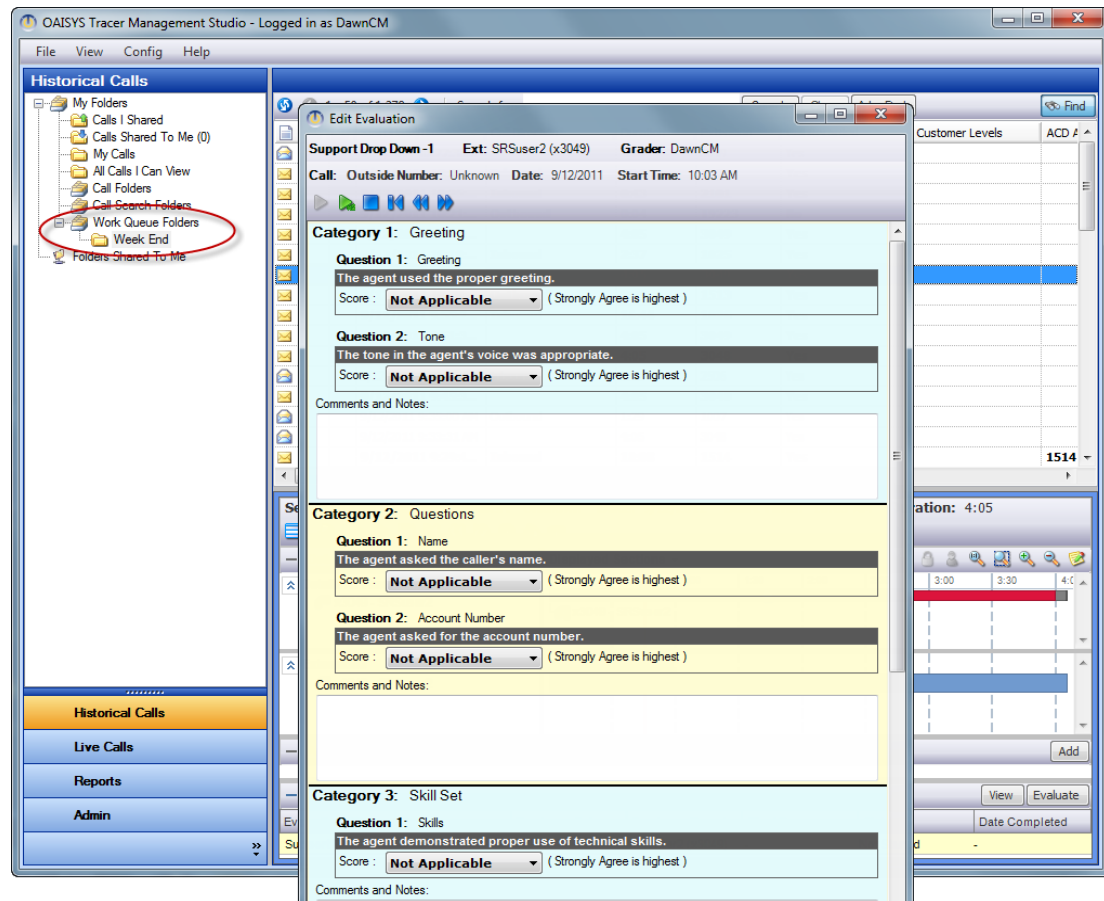 OAISYS Tracer Management Studio - Logged in as DawnCM
File View Config Help
Historical Calls
My Folders
Calls I Shared
Calls Shared To Me (0)
My Calls
All Calls I Can View
Call Folders
Call Search Folders
Work Queue Folders
Week End
Folders Shared To Me
Historical Calls
Live Calls
Reports
Admin
Find
Customer Levels ACD
1514
Edit Evaluation
Support Drop Down -1 Ext: SRSuser2 (x3049) Grader: DawnCM
Call: Outside Number: Unknown Date: 9/12/2011 Start Time: 10:03 AM
Category 1: Greeting
Question 1: Greeting
The agent used the proper greeting.
Score : Not Applicable ( Strongly Agree is highest )
Question 2: Tone
The tone in the agent's voice was appropriate.
Score : Not Applicable ( Strongly Agree is highest )
Comments and Notes:
Category 2: Questions
Question 1: Name
The agent asked the caller's name.
Score : Not Applicable ( Strongly Agree is highest )
Question 2: Account Number
The agent asked for the account number.
Score : Not Applicable ( Strongly Agree is highest )
Comments and Notes:
Category 3: Skill Set
Question 1: Skills
The agent demonstrated proper use of technical skills.
Score : Not Applicable ( Strongly Agree is highest )
Comments and Notes:
ration: 4:05
3:00 3:30
Add
View Evaluate
Date Completed
-